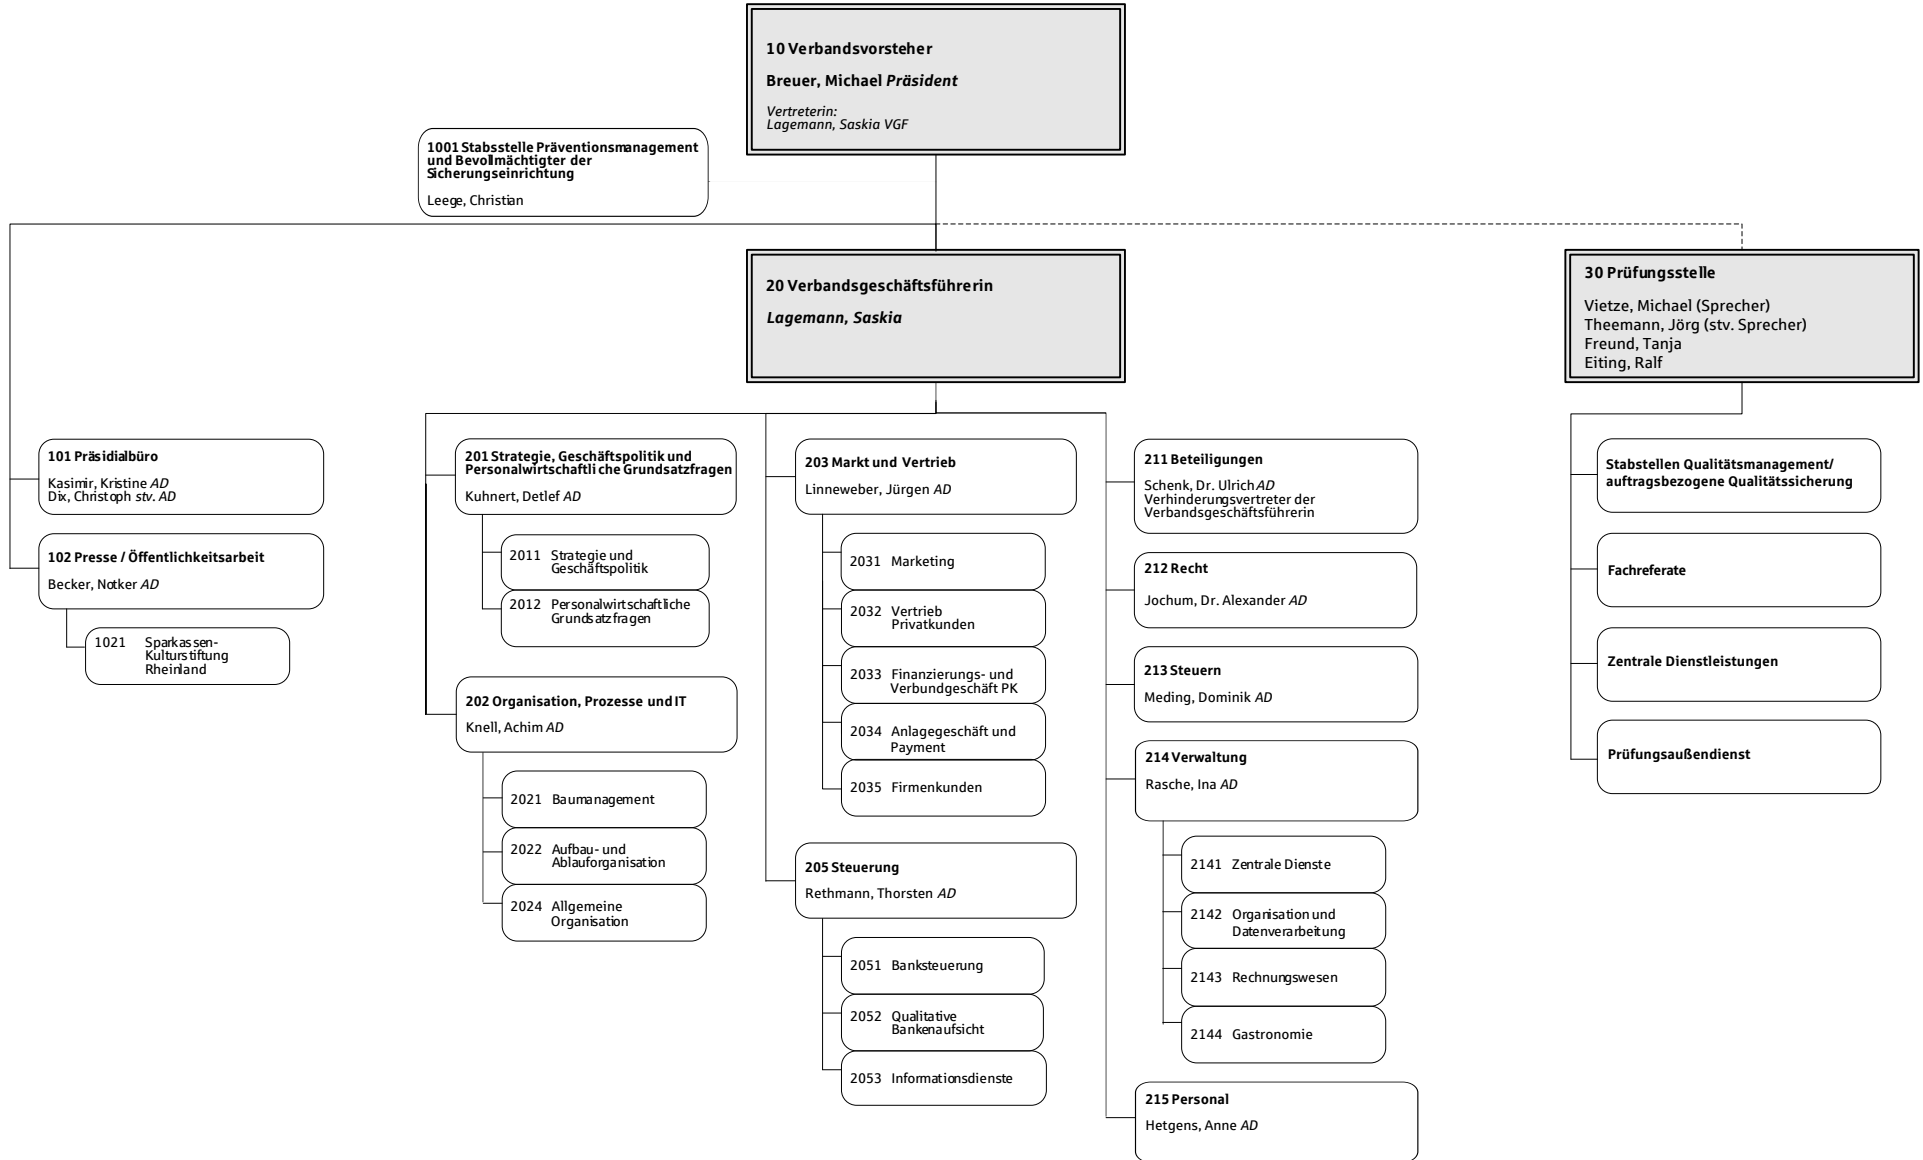 10 Verbandsvorsteher
Breuer, Michael Präsident
Vertreterin:
Lagemann, Saskia VGF
1001 Stabsstelle Präventionsmanagement
und Bevollmächtigter der
Sicherungseinrichtung
Leege, Christian
20 Verbandsgeschäftsführerin
Lagemann, Saskia
30 Prüfungsstelle
Vietze, Michael (Sprecher)
Theemann, Jörg (stv. Sprecher)
Freund, Tanja
Eiting, Ralf
101 Präsidialbüro
Kasimir, Kristine AD
Dix, Christoph stv. AD
102 Presse / Öffentlichkeitsarbeit
Becker, Notker AD
1021 Sparkassen-
Kulturstiftung
Rheinland
201 Strategie, Geschäftspolitik und
Personalwirtschaftliche Grundsatzfragen
Kuhnert, Detlef AD
2011 Strategie und
Geschäftspolitik
2012 Personalwirtschaftliche
Grundsatzfragen
202 Organisation, Prozesse und IT
Knell, Achim AD
2021 Baumanagement
2022 Aufbau- und
Ablauforganisation
2024 Allgemeine
Organisation
203 Markt und Vertrieb
Linneweber, Jürgen AD
2031 Marketing
2032 Vertrieb
Privatkunden
2033 Finanzierungs- und
Verbundgeschäft PK
2034 Anlagegeschäft und
Payment
2035 Firmenkunden
205 Steuerung
Rethmann, Thorsten AD
2051 Banksteuerung
2052 Qualitative
Bankenaufsicht
2053 Informationsdienste
211 Beteiligungen
Schenk, Dr. Ulrich AD
Verhinderungsvertreter der
Verbandsgeschäftsführerin
212 Recht
Jochum, Dr. Alexander AD
213 Steuern
Meding, Dominik AD
214 Verwaltung
Rasche, Ina AD
2141 Zentrale Dienste
2142 Organisation und
Datenverarbeitung
2143 Rechnungswesen
2144 Gastronomie
215 Personal
Hetgens, Anne AD
Stabstellen Qualitätsmanagement/
auftragsbezogene Qualitätssicherung
Fachreferate
Zentrale Dienstleistungen
Prüfungsaußendienst